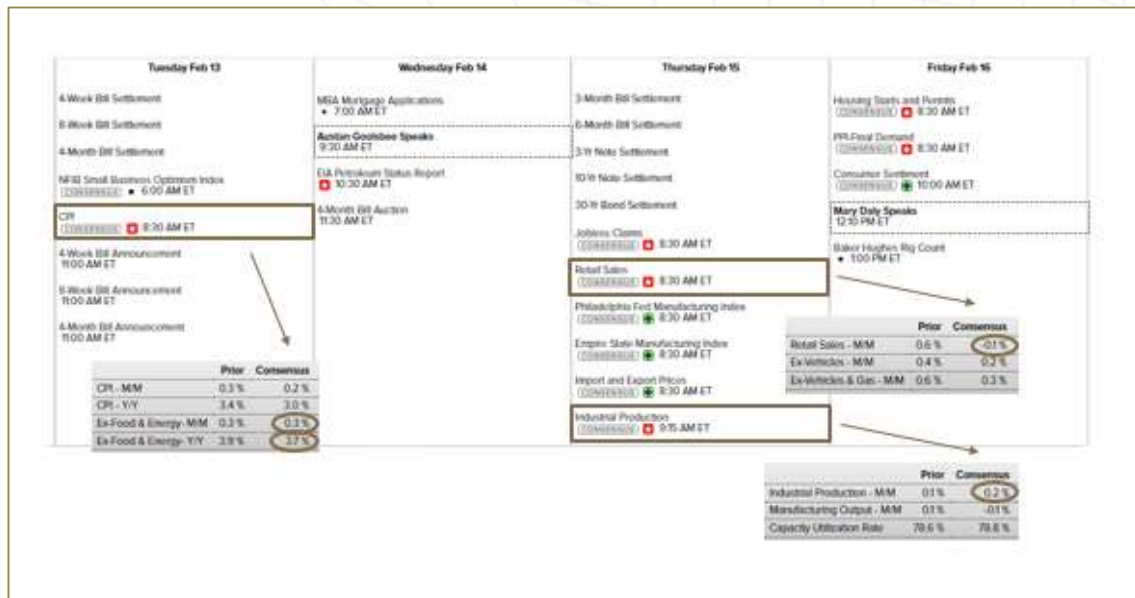 Tuesday Feb 13
4-Week Bill Settlement
8-Week Bill Settlement
4-Month Bill Settlement
NFIB Small Business Optimism Index
CONSENSUS 6:00 AM ET
CPI
CONSENSUS 8:30 AM ET
4-Week Bill Announcement
11:00 AM ET
8-Week Bill Announcement
11:00 AM ET
4-Month Bill Announcement
11:00 AM ET
Prior Consensus
CPI - M/M 0.3 % 0.2 %
CPI - Y/Y 3.4 % 3.0 %
Ex-Food & Energy- M/M 0.3 % 0.3 %
Ex-Food & Energy- Y/Y 3.9 % 3.7 %
Wednesday Feb 14
MBA Mortgage Applications
7:00 AM ET
Austan Goolsbee Speaks
9:30 AM ET
EIA Petroleum Status Report
10:30 AM ET
4-Month Bill Auction
11:30 AM ET
Thursday Feb 15
3-Month Bill Settlement
6-Month Bill Settlement
3-Yr Note Settlement
10-Yr Note Settlement
30-Yr Bond Settlement
Jobless Claims
CONSENSUS 8:30 AM ET
Retail Sales
CONSENSUS 8:30 AM ET
Philadelphia Fed Manufacturing Index
CONSENSUS 8:30 AM ET
Empire State Manufacturing Index
CONSENSUS 8:30 AM ET
Import and Export Prices
CONSENSUS 8:30 AM ET
Industrial Production
CONSENSUS 9:15 AM ET
Friday Feb 16
Housing Starts and Permits
CONSENSUS 8:30 AM ET
PPI-Final Demand
CONSENSUS 8:30 AM ET
Consumer Sentiment
CONSENSUS 10:00 AM ET
Mary Daly Speaks
12:10 PM ET
Baker Hughes Rig Count
1:00 PM ET
Prior Consensus
Retail Sales - M/M 0.6 % -0.1 %
Ex-Vehicles - M/M 0.4 % 0.2 %
Ex-Vehicles & Gas - M/M 0.6 % 0.3 %
Prior Consensus
Industrial Production - M/M 0.1 % 0.2 %
Manufacturing Output - M/M 0.1 % -0.1 %
Capacity Utilization Rate 78.6 % 78.8 %